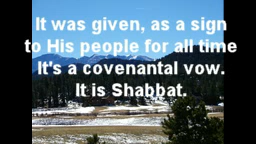 It was given, as a sign
to His people for all time
It's a covenantal vow.
It is Shabbat.